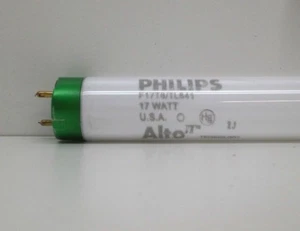 PHILIPS
F17T8/TL841
17 WATT
U.S.A.
Alto